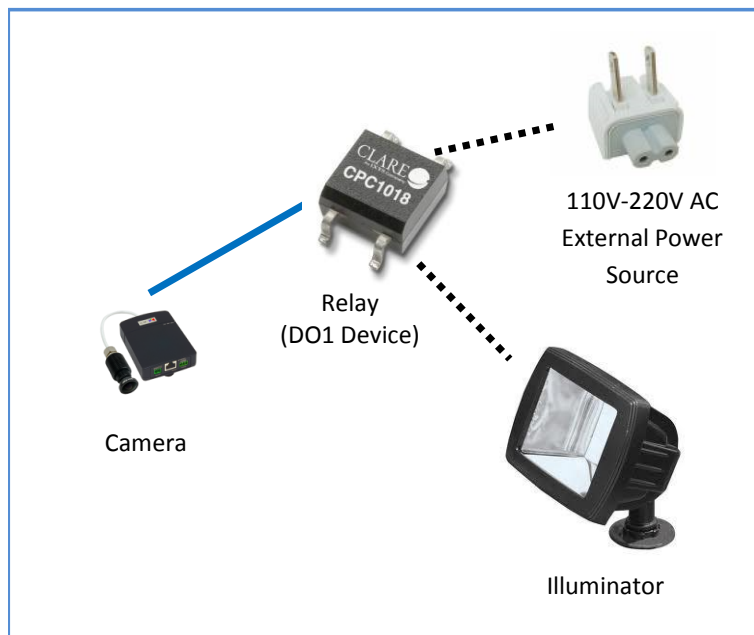 CLARE
CPC1018
110V-220V AC
External Power
Source
Relay
(DO1 Device)
Camera
Illuminator